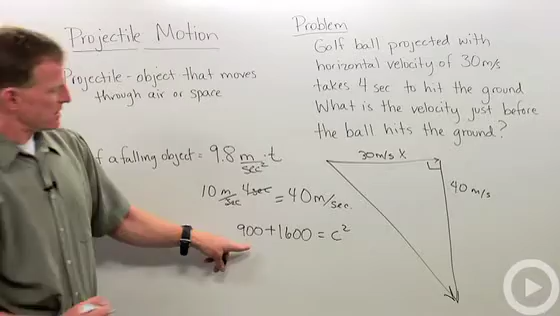 Projectile Motion
Projectile - object that moves
through air or space
f a falling object = 9.8 m/sec² · t
10 m/sec 4sec = 40 m/sec.
900 + 1600 = c²
Problem
Golf ball projected with
horizontal velocity of 30 m/s
takes 4 sec to hit the ground
What is the velocity just before
the ball hits the ground?
30 m/s X
40 m/s